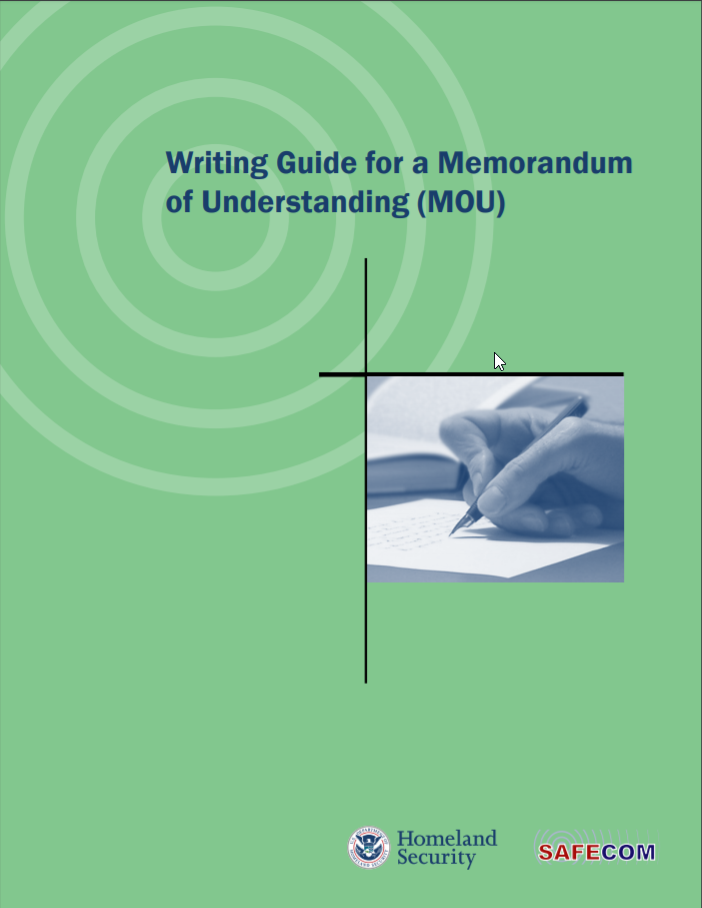 Writing Guide for a Memorandum
of Understanding (MOU)
Homeland
Security
SAFECOM